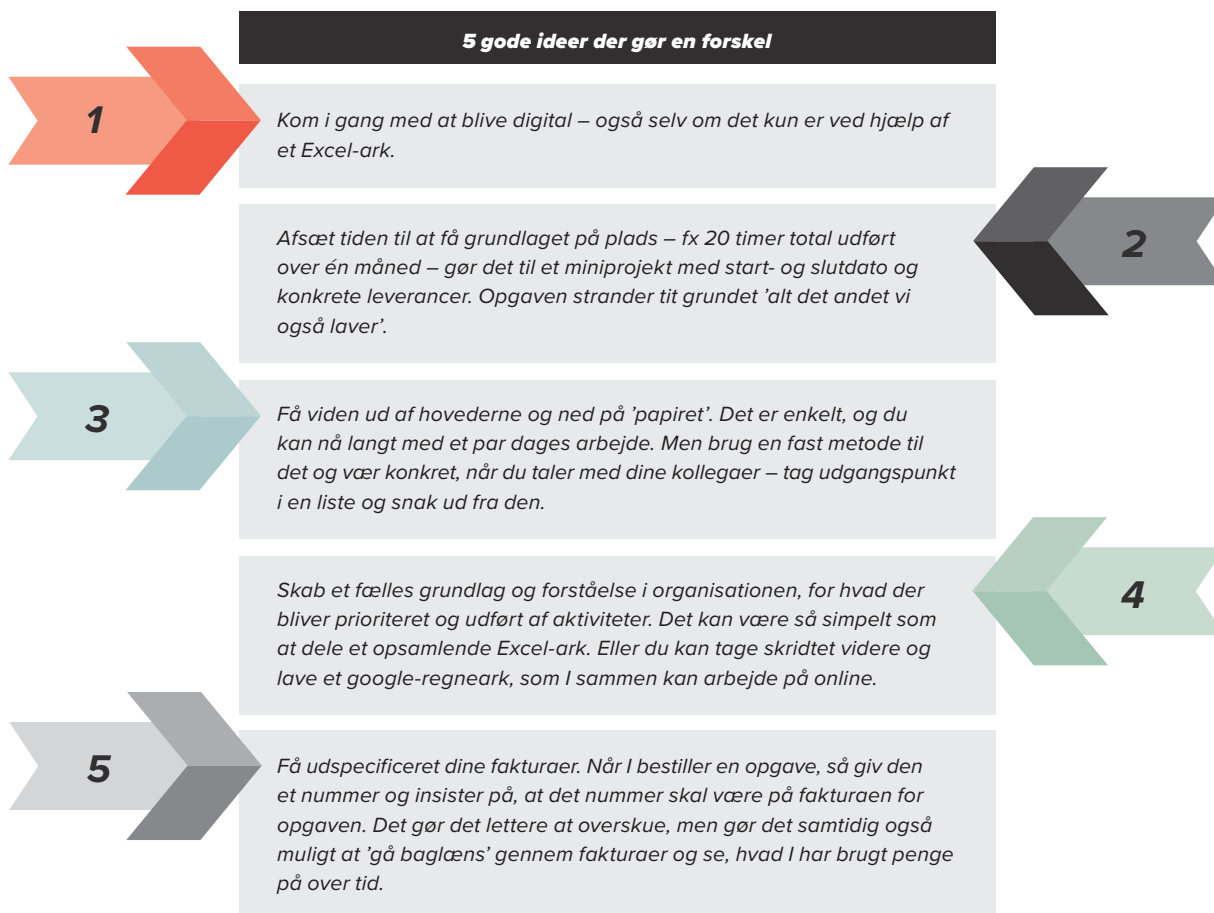 5 gode ideer der gør en forskel
1
Kom i gang med at blive digital – også selv om det kun er ved hjælp af
et Excel-ark.
2
Afsæt tiden til at få grundlaget på plads – fx 20 timer total udført
over én måned – gør det til et miniprojekt med start- og slutdato og
konkrete leverancer. Opgaven strander tit grundet ’alt det andet vi
også laver’.
3
Få viden ud af hovederne og ned på ’papiret’. Det er enkelt, og du
kan nå langt med et par dages arbejde. Men brug en fast metode til
det og vær konkret, når du taler med dine kollegaer – tag udgangspunkt
i en liste og snak ud fra den.
4
Skab et fælles grundlag og forståelse i organisationen, for hvad der
bliver prioriteret og udført af aktiviteter. Det kan være så simpelt som
at dele et opsamlende Excel-ark. Eller du kan tage skridtet videre og
lave et google-regneark, som I sammen kan arbejde på online.
5
Få udspecificeret dine fakturaer. Når I bestiller en opgave, så giv den
et nummer og insister på, at det nummer skal være på fakturaen for
opgaven. Det gør det lettere at overskue, men gør det samtidig også
muligt at ’gå baglæns’ gennem fakturaer og se, hvad I har brugt penge
på over tid.